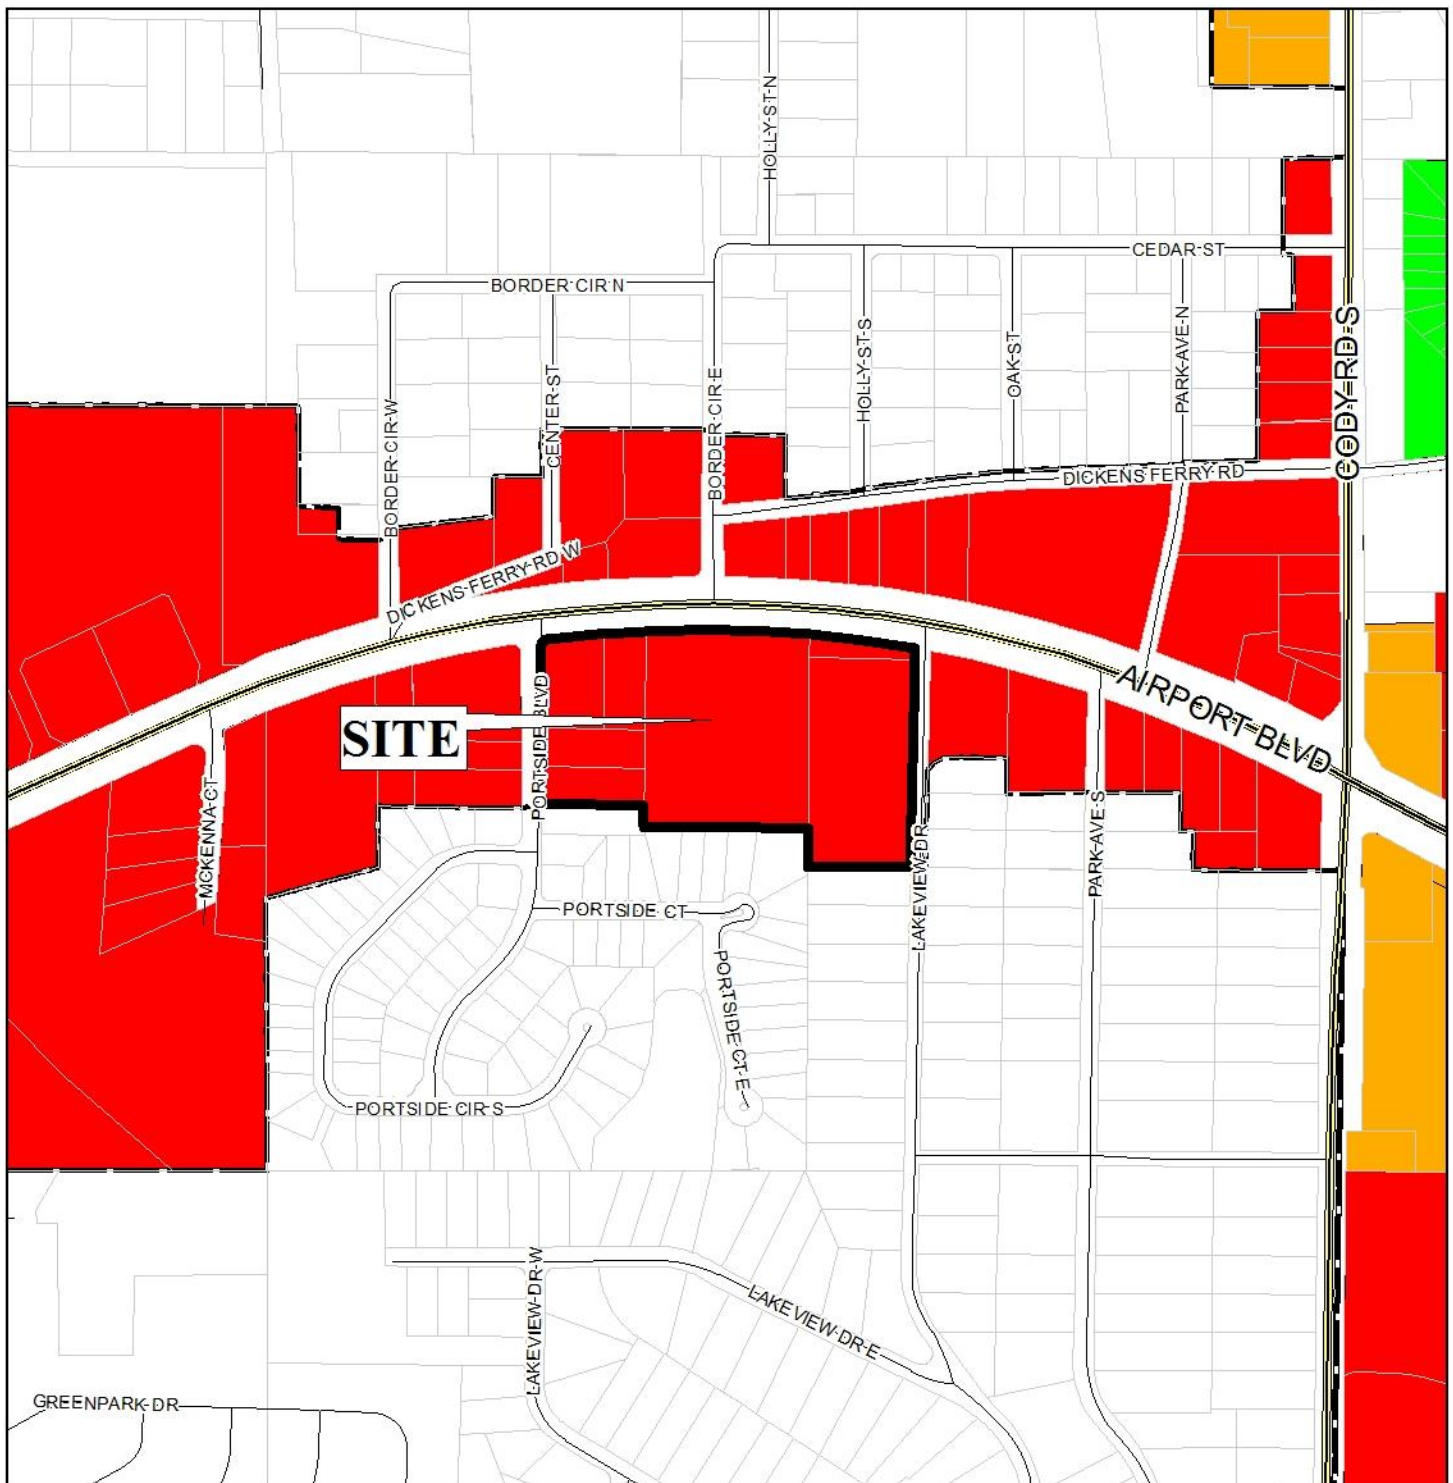 HOLLY ST N
CEDAR ST
BORDER CIR N
HOLLY ST S
OAK ST
PARK AVE N
CODY RD S
CENTER ST
BORDER CIR E
BORDER CIR W
DICKENS FERRY RD
DICKENS FERRY RD W
AIRPORT BLVD
SITE
PORTSIDE BLVD
MCKENNA CT
PARK AVE S
LAKEVIEW DR
PORTSIDE CT
PORTSIDE CT E
PORTSIDE CIR S
LAKEVIEW DR W
LAKEVIEW DR E
GREENPARK DR